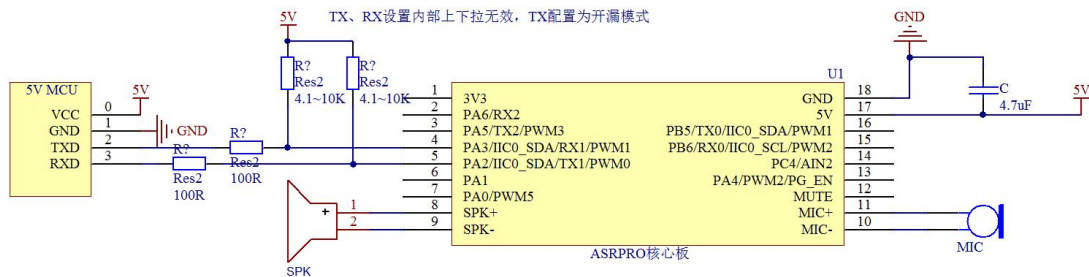 TX、RX设置内部上下拉无效，TX配置为开漏模式
5V
R?
Res2
4.1~10K
R?
Res2
4.1~10K
5V MCU
VCC
GND
TXD
RXD
0
1
2
3
5V
GND
R?
Res2
100R
R?
Res2
100R
U1
1
2
3
4
5
6
7
8
9
3V3
PA6/RX2
PA5/TX2/PWM3
PA3/IIC0_SDA/RX1/PWM1
PA2/IIC0_SDA/TX1/PWM0
PA1
PA0/PWM5
SPK+
SPK-
GND
5V
PB5/TX0/IIC0_SDA/PWM1
PB6/RX0/IIC0_SCL/PWM2
PC4/AIN2
PA4/PWM2/PG_EN
MUTE
MIC+
MIC-
18
17
16
15
14
13
12
11
10
ASRPRO核心板
GND
C
4.7uF
5V
+
1
2
SPK
MIC